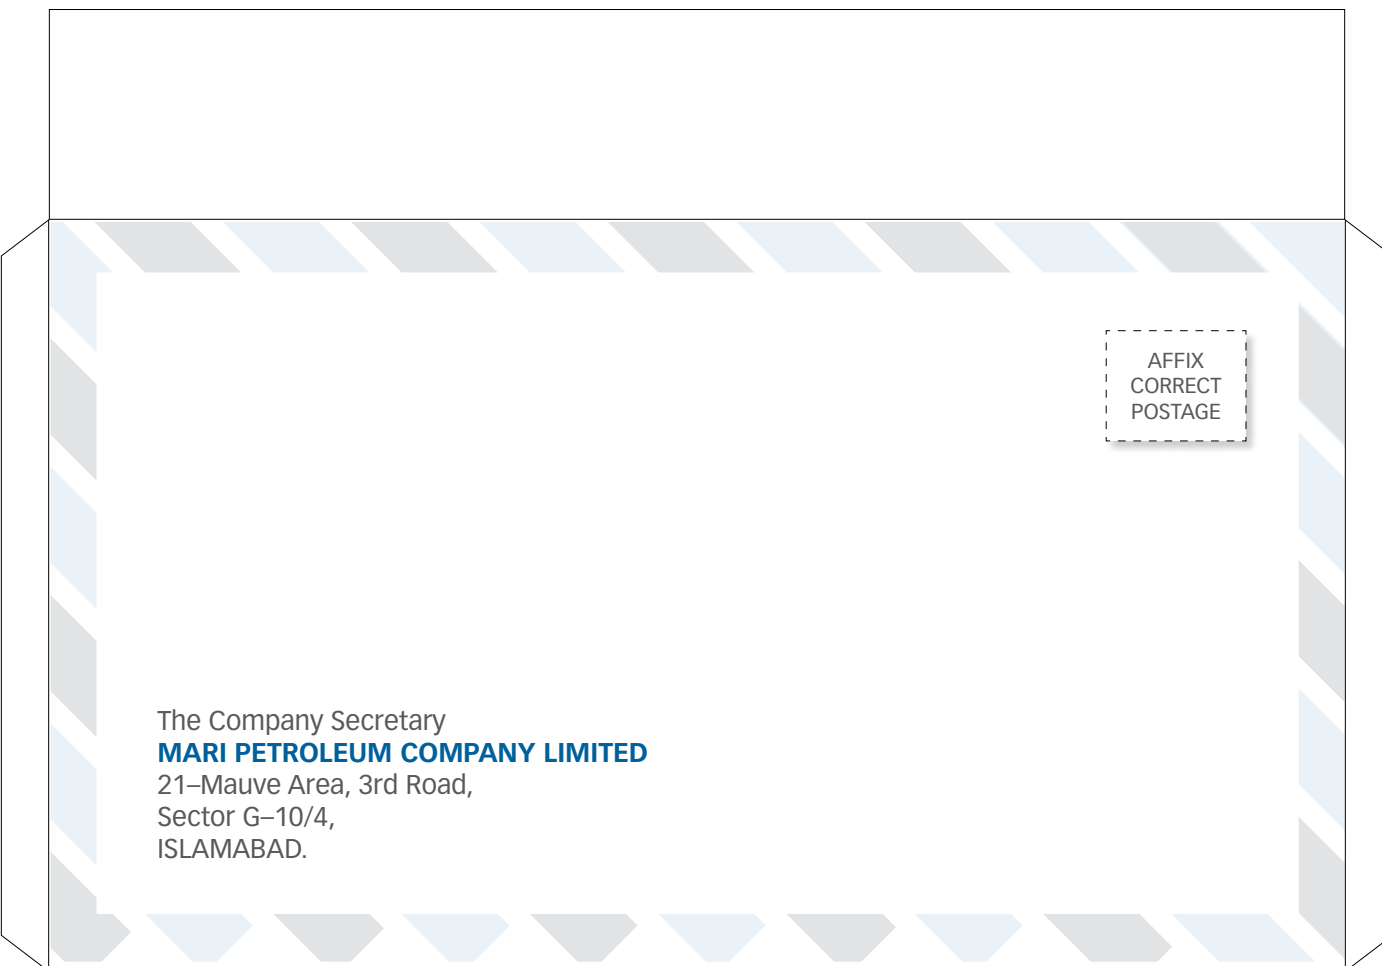 AFFIX
CORRECT
POSTAGE
The Company Secretary
MARI PETROLEUM COMPANY LIMITED
21–Mauve Area, 3rd Road,
Sector G–10/4,
ISLAMABAD.